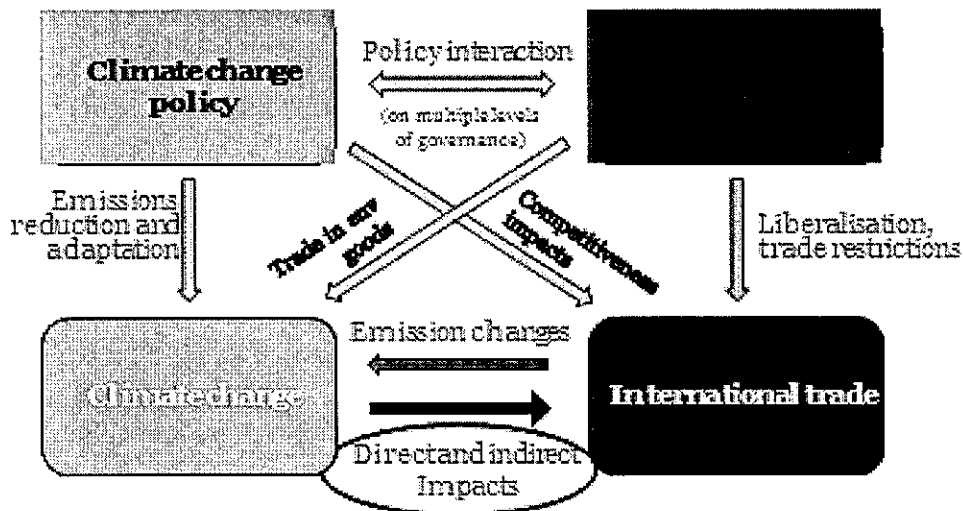 Climate change
policy
Policy interaction
(on multiple levels
of governance)
Emissions
reduction and
adaptation
Trade in env
goods
Competitiveness
impacts
Liberalisation,
trade restrictions
Emission changes
Climate change
International trade
Direct and indirect
Impacts